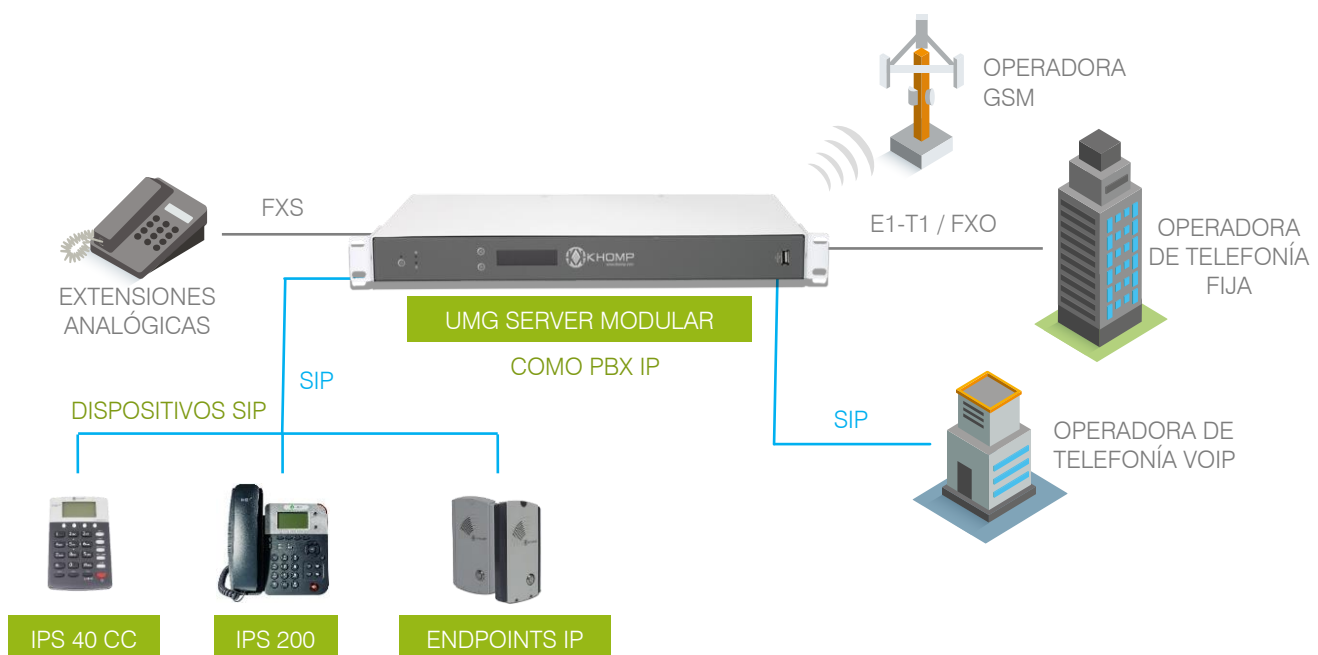 OPERADORA
GSM
FXS
E1-T1 / FXO
KHOMP
OPERADORA
DE TELEFONÍA
FIJA
EXTENSIONES
ANALÓGICAS
UMG SERVER MODULAR
COMO PBX IP
SIP
DISPOSITIVOS SIP
SIP
OPERADORA DE
TELEFONÍA VOIP
IPS 40 CC
IPS 200
ENDPOINTS IP